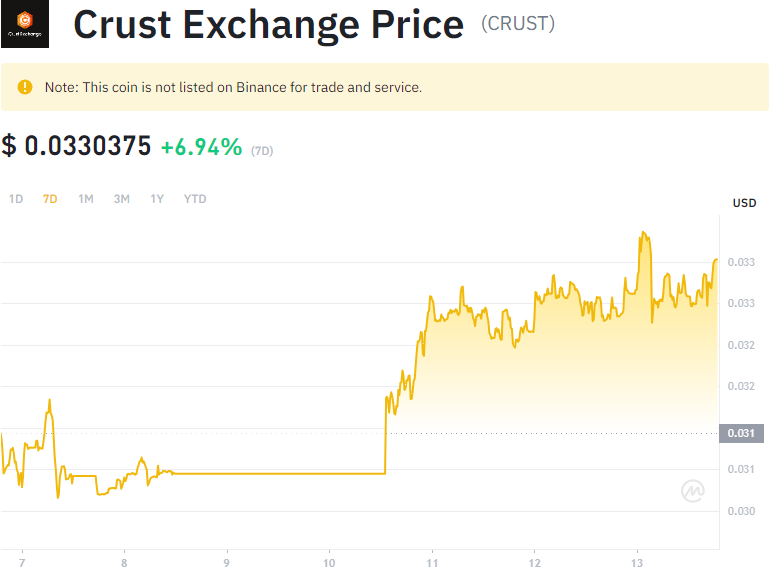 Crust Exchange
Crust Exchange Price (CRUST)
Note: This coin is not listed on Binance for trade and service.
$ 0.0330375 +6.94% (7D)
1D 7D 1M 3M 1Y YTD
USD
0.033
0.033
0.032
0.032
0.031
0.031
0.030
7 8 9 10 11 12 13